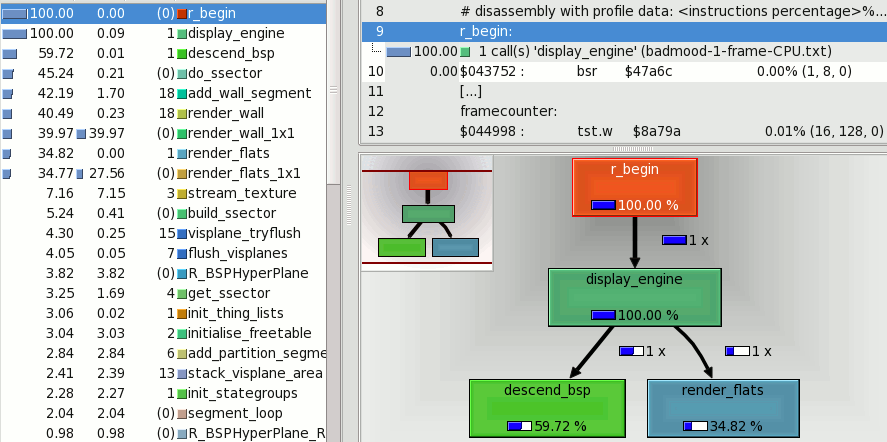 100.00 0.00 (0) r_begin
100.00 0.09 1 display_engine
59.72 0.01 1 descend_bsp
45.24 0.21 (0) do_ssector
42.19 1.70 18 add_wall_segment
40.49 0.23 18 render_wall
39.97 39.97 (0) render_wall_1x1
34.82 0.00 1 render_flats
34.77 27.56 (0) render_flats_1x1
7.16 7.15 3 stream_texture
5.24 0.41 (0) build_ssector
4.30 0.25 15 visplane_tryflush
4.05 0.05 7 flush_visplanes
3.82 3.82 (0) R_BSPHyperPlane
3.25 1.69 4 get_ssector
3.06 0.02 1 init_thing_lists
3.04 3.03 2 initialise_freetable
2.84 2.84 6 add_partition_segme
2.41 2.39 13 stack_visplane_area
2.28 2.27 1 init_stategroups
2.04 2.04 (0) segment_loop
0.98 0.98 (0) R_BSPHyperPlane_R
8 # disassembly with profile data: <instructions percentage>%...
9 r_begin:
100.00 1 call(s) 'display_engine' (badmood-1-frame-CPU.txt)
10 0.00 $043752 : bsr $47a6c 0.00% (1, 8, 0)
11 [...]
12 framecounter:
13 $044998 : tst.w $8a79a 0.01% (16, 128, 0)
r_begin
100.00 %
1 x
display_engine
100.00 %
1 x
1 x
descend_bsp
59.72 %
render_flats
34.82 %